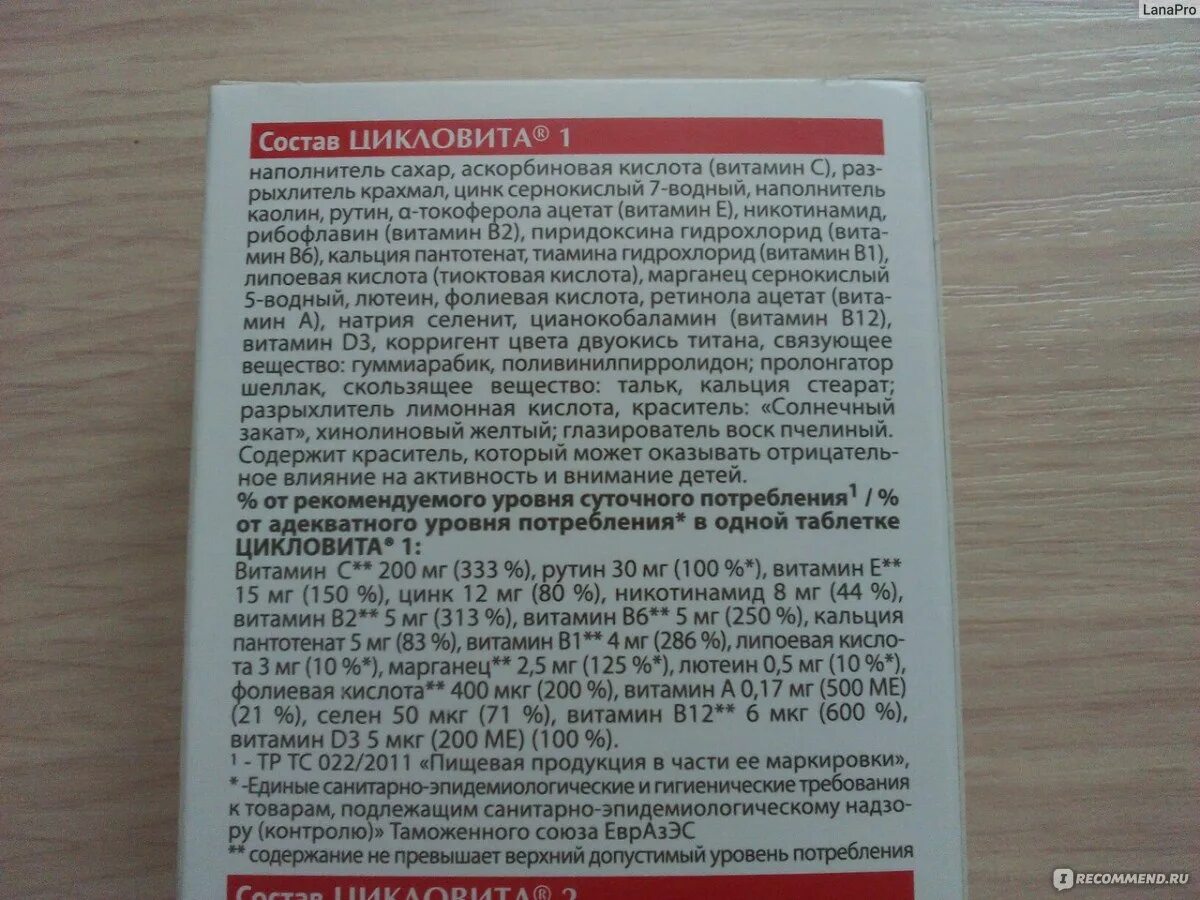 LanaPro
Состав ЦИКЛОВИТА® 1
наполнитель сахар, аскорбиновая кислота (витамин С), раз-
рыхлитель крахмал, цинк сернокислый 7-водный, наполнитель
каолин, рутин, α-токоферола ацетат (витамин Е), никотинамид,
рибофлавин (витамин В2), пиридоксина гидрохлорид (вита-
мин В6), кальция пантотенат, тиамина гидрохлорид (витамин В1),
липоевая кислота (тиоктовая кислота), марганец сернокислый
5-водный, лютеин, фолиевая кислота, ретинола ацетат (вита-
мин А), натрия селенит, цианокобаламин (витамин В12),
витамин D3, корригент цвета двуокись титана, связующее
вещество: гуммиарабик, поливинилпирролидон; пролонгатор
шеллак, скользящее вещество: тальк, кальция стеарат;
разрыхлитель лимонная кислота, краситель: «Солнечный
закат», хинолиновый желтый; глазирователь воск пчелиный.
Содержит краситель, который может оказывать отрицатель-
ное влияние на активность и внимание детей.
% от рекомендуемого уровня суточного потребления¹ / %
от адекватного уровня потребления* в одной таблетке
ЦИКЛОВИТА® 1:
Витамин С** 200 мг (333 %), рутин 30 мг (100 %*), витамин Е**
15 мг (150 %), цинк 12 мг (80 %), никотинамид 8 мг (44 %),
витамин В2** 5 мг (313 %), витамин В6** 5 мг (250 %), кальция
пантотенат 5 мг (83 %), витамин В1** 4 мг (286 %), липоевая кисло-
та 3 мг (10 %*), марганец** 2,5 мг (125 %*), лютеин 0,5 мг (10 %*),
фолиевая кислота** 400 мкг (200 %), витамин А 0,17 мг (500 МЕ)
(21 %), селен 50 мкг (71 %), витамин В12** 6 мкг (600 %),
витамин D3 5 мкг (200 МЕ) (100 %).
¹ - ТР ТС 022/2011 «Пищевая продукция в части ее маркировки»,
* -Единые санитарно-эпидемиологические и гигиенические требования
к товарам, подлежащим санитарно-эпидемиологическому надзо-
ру (контролю)» Таможенного союза ЕврАзЭС
** содержание не превышает верхний допустимый уровень потребления
Состав ЦИКЛОВИТА® 2
IRECOMMEND.RU